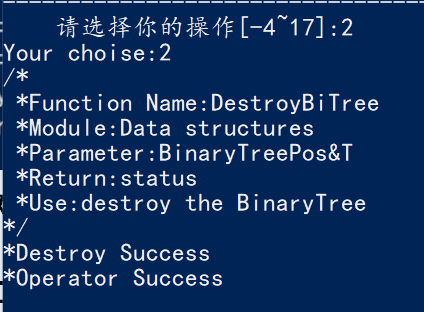 请选择你的操作[-4~17]:2
Your choise:2
/*
*Function Name:DestroyBiTree
*Module:Data structures
*Parameter:BinaryTreePos&T
*Return:status
*Use:destroy the BinaryTree
*/
*Destroy Success
*Operator Success